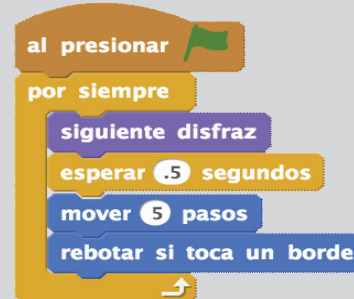 al presionar
por siempre
siguiente disfraz
esperar .5 segundos
mover 5 pasos
rebotar si toca un borde